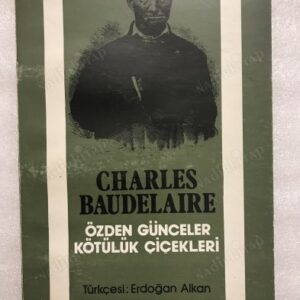 CHARLES
BAUDELAIRE
ÖZDEN GÜNCELER
KÖTÜLÜK ÇİÇEKLERİ
Türkçesi: Erdoğan Alkan